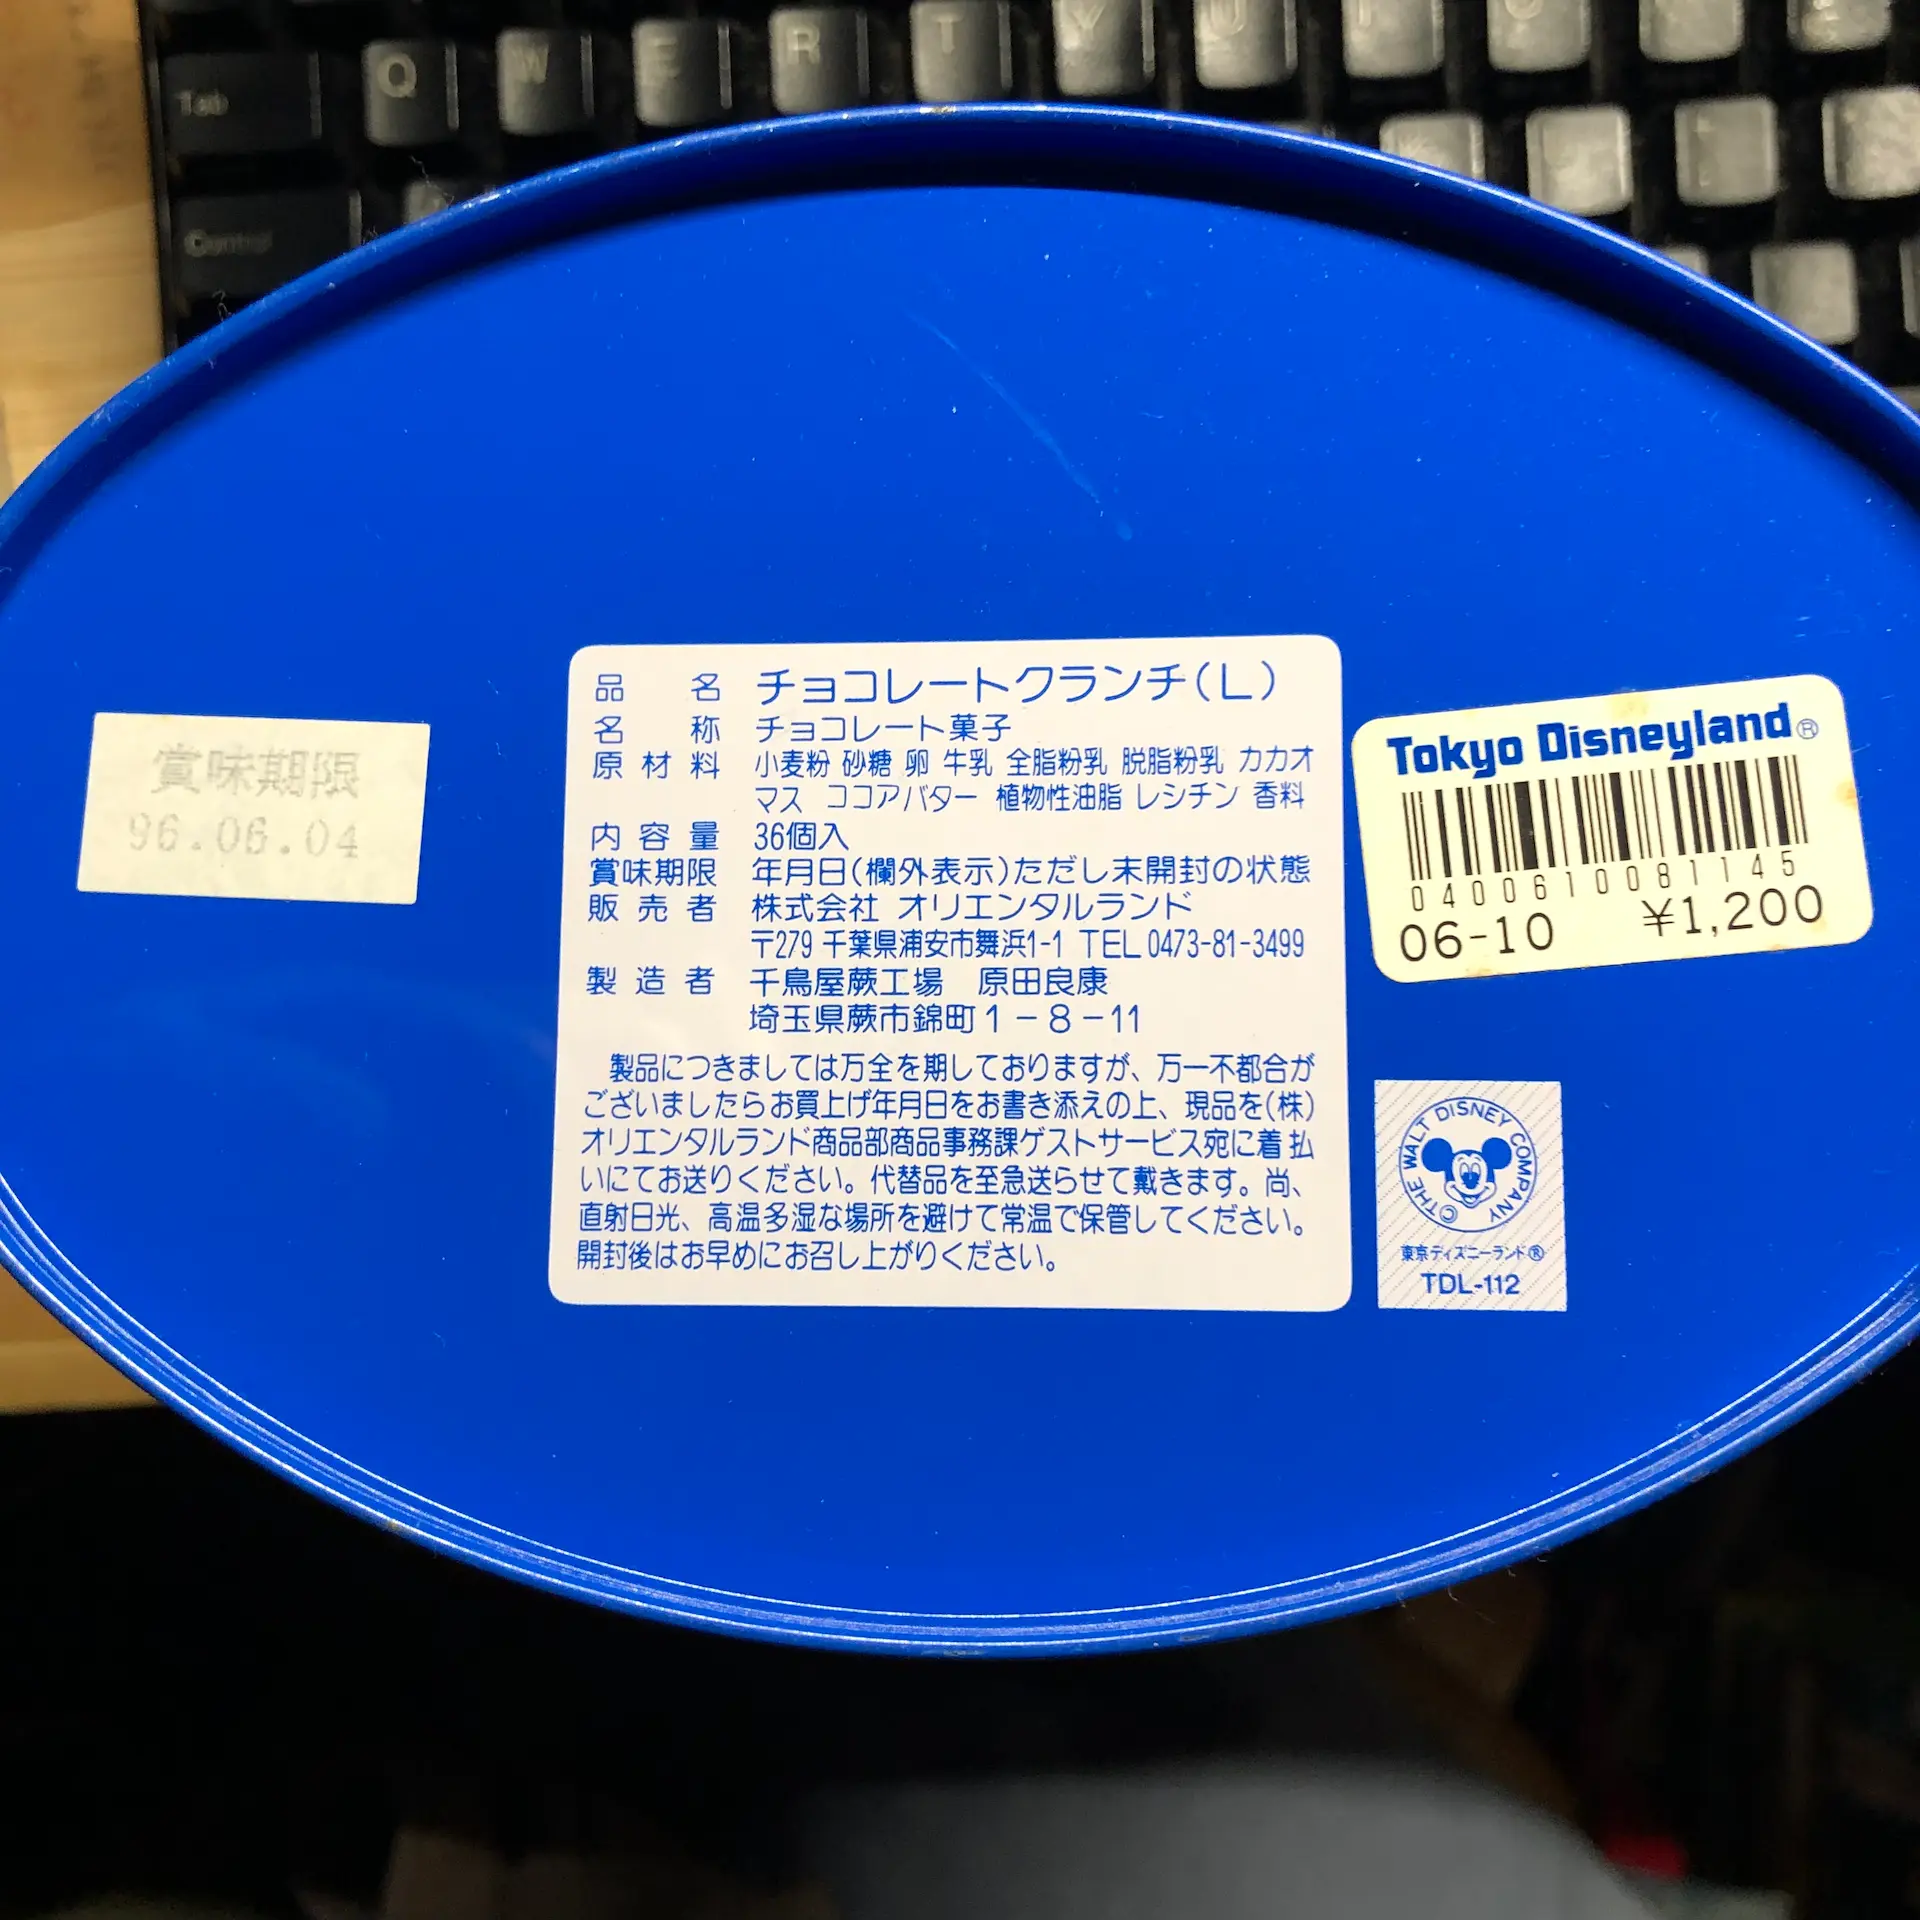 Tab
Q W E R T Y U I O
Control
賞味期限
96.06.04
品名 チョコレートクランチ(L)
名称 チョコレート菓子
原材料 小麦粉 砂糖 卵 牛乳 全脂粉乳 脱脂粉乳 カカオ
マス ココアバター 植物性油脂 レシチン 香料
内容量 36個入
賞味期限 年月日(欄外表示)ただし未開封の状態
販売者 株式会社 オリエンタルランド
〒279 千葉県浦安市舞浜1-1 TEL 0473-81-3499
製造者 千鳥屋蕨工場 原田良康
埼玉県蕨市錦町1-8-11
製品につきましては万全を期しておりますが、万一不都合が
ございましたらお買上げ年月日をお書き添えの上、現品を(株)
オリエンタルランド商品部商品事務課ゲストサービス宛に着払
いにてお送りください。代替品を至急送らせて戴きます。尚、
直射日光、高温多湿な場所を避けて常温で保管してください。
開封後はお早めにお召し上がりください。
Tokyo Disneyland®
0400610081145
06-10 ¥1,200
©THE WALT DISNEY COMPANY
東京ディズニーランド®
TDL-112